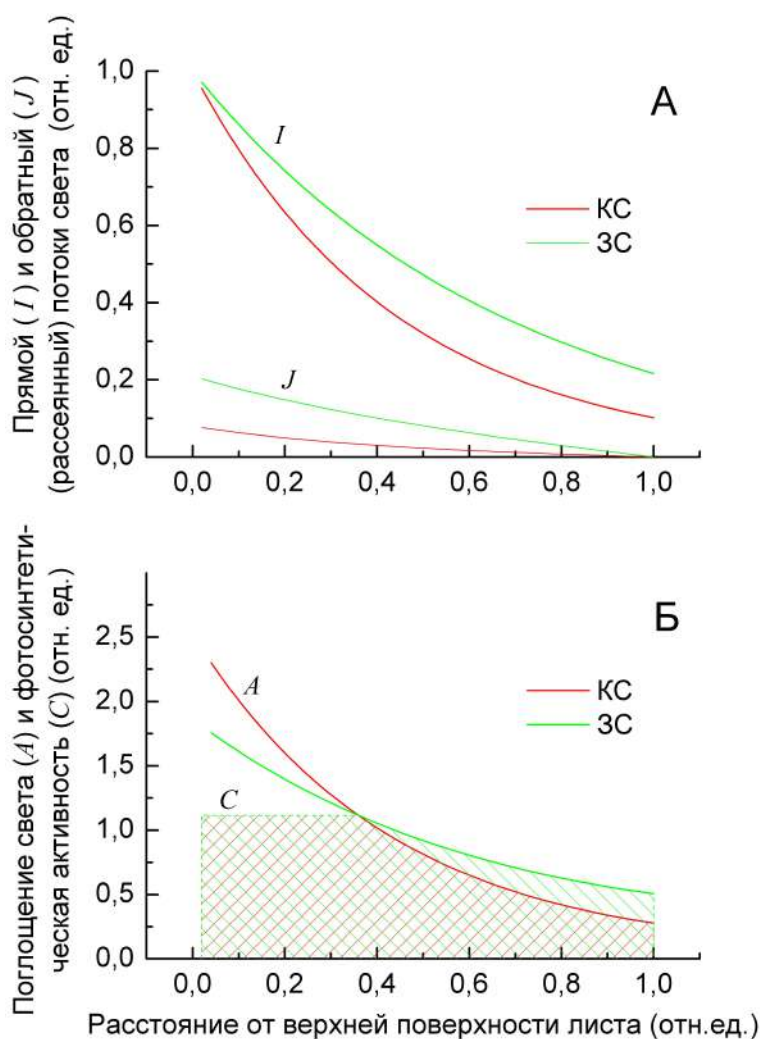 Прямой (I) и обратный (J)
(рассеянный) потоки света (отн. ед.)
А
1,0
0,8
0,6
0,4
0,2
0,0
I
J
КС
ЗС
0,0 0,2 0,4 0,6 0,8 1,0
Поглощение света (A) и фотосинтети-
ческая активность (C) (отн. ед.)
Б
2,5
2,0
1,5
1,0
0,5
0,0
A
C
КС
ЗС
0,0 0,2 0,4 0,6 0,8 1,0
Расстояние от верхней поверхности листа (отн.ед.)